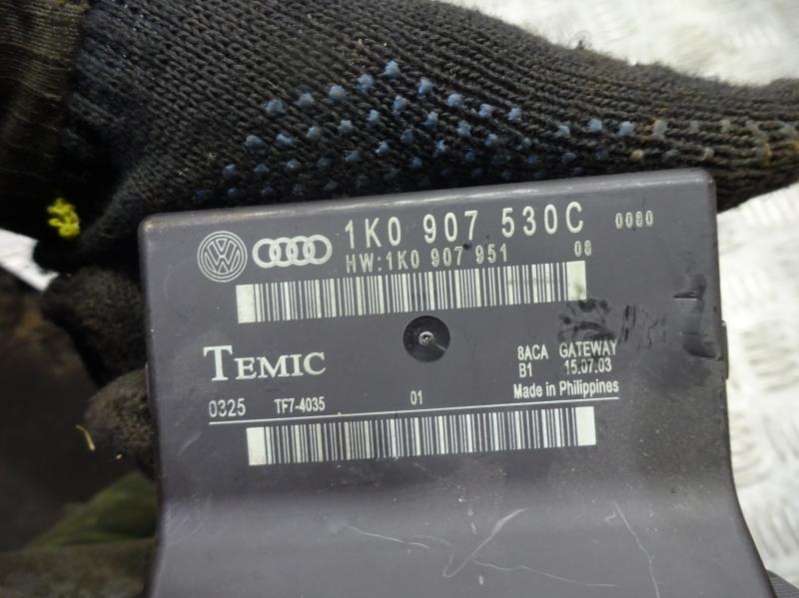 1K0 907 530C 0080
HW:1K0 907 951 08
TEMIC
8ACA GATEWAY
B1 15.07.03
Made in Philippines
0325 TF7-4035 01